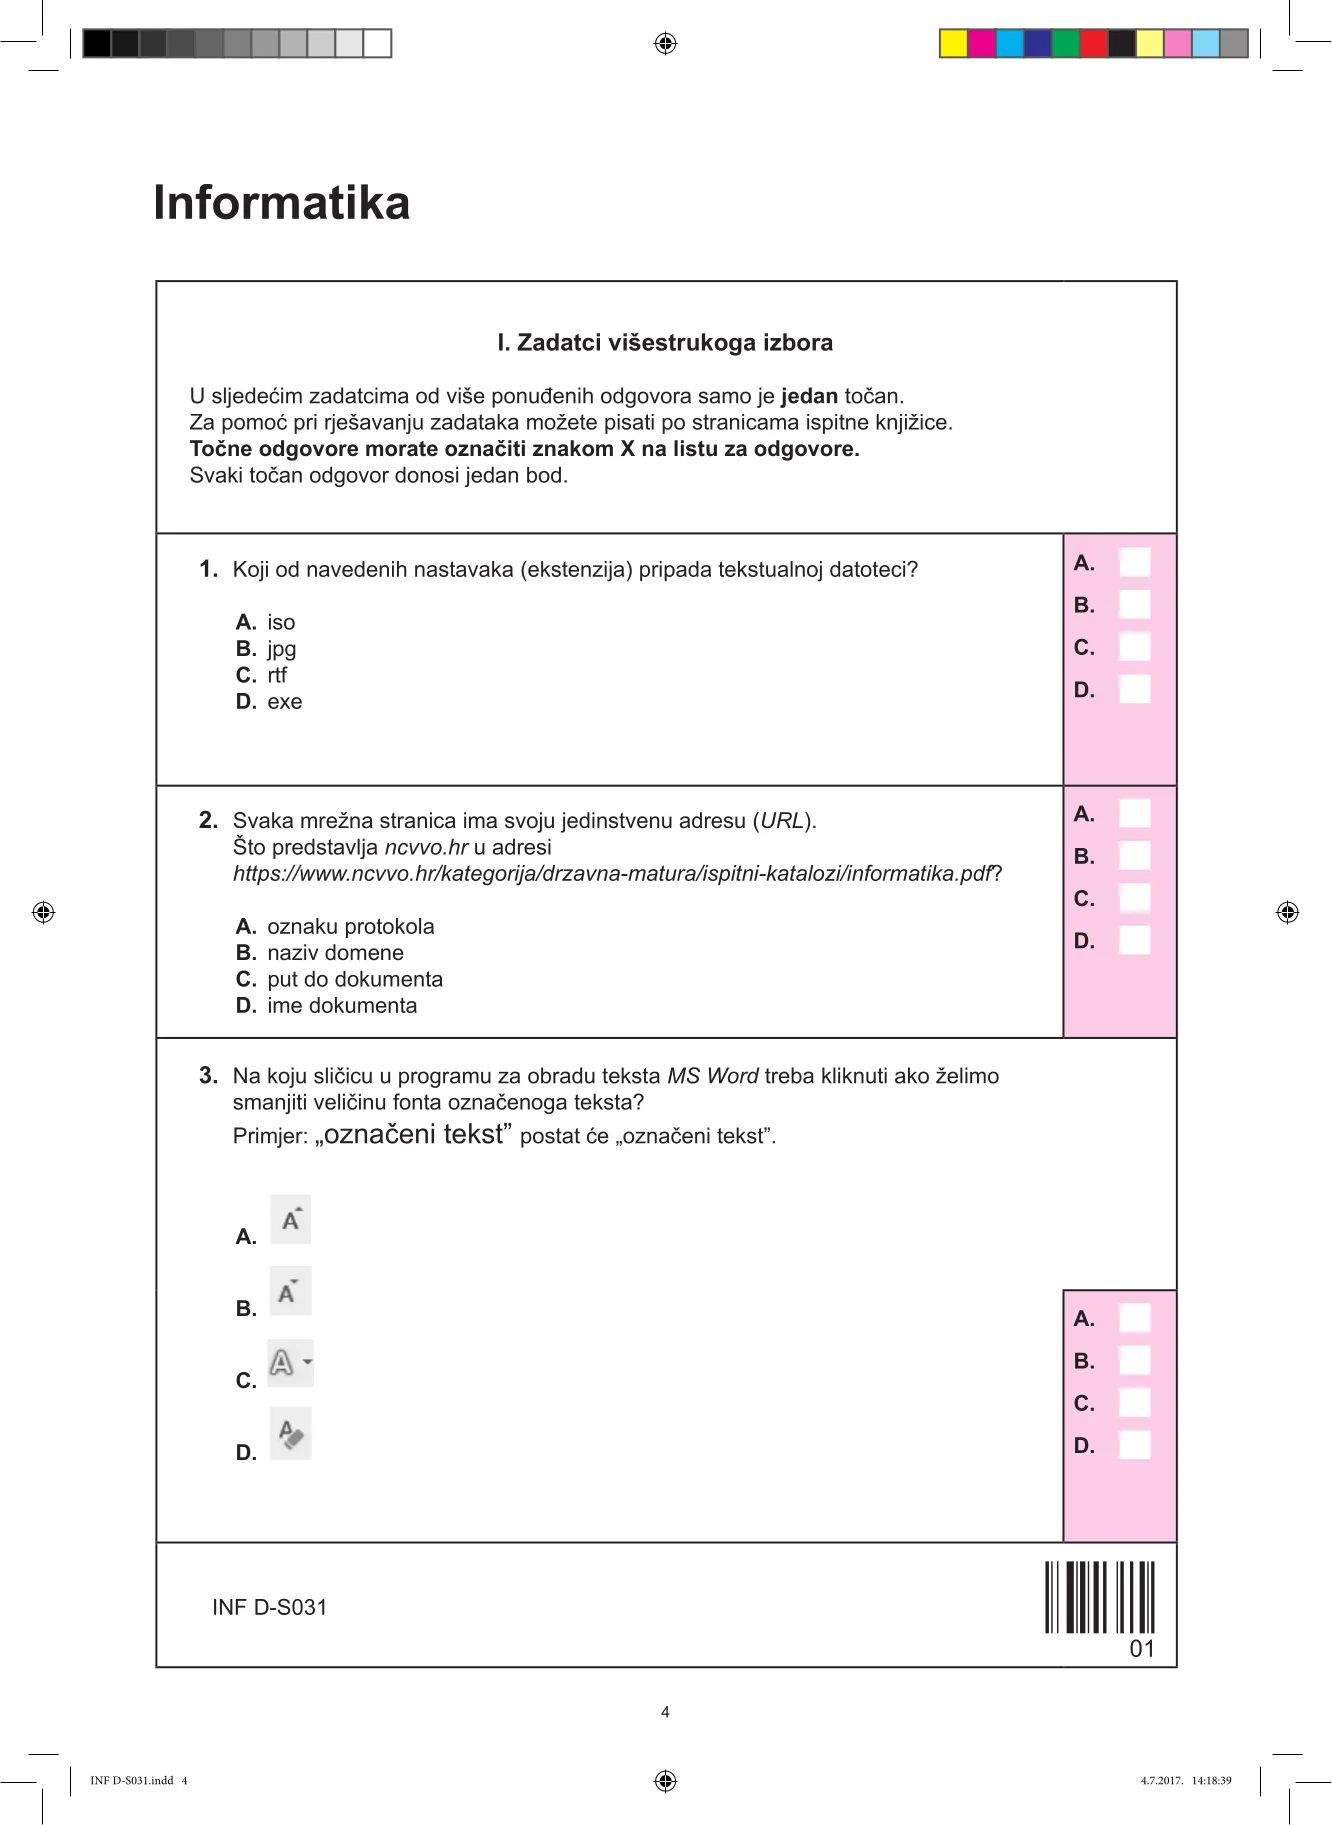 Informatika
I. Zadatci višestrukoga izbora
U sljedećim zadatcima od više ponuđenih odgovora samo je jedan točan.
Za pomoć pri rješavanju zadataka možete pisati po stranicama ispitne knjižice.
Točne odgovore morate označiti znakom X na listu za odgovore.
Svaki točan odgovor donosi jedan bod.
1. Koji od navedenih nastavaka (ekstenzija) pripada tekstualnoj datoteci?
A. iso
B. jpg
C. rtf
D. exe
A.
B.
C.
D.
2. Svaka mrežna stranica ima svoju jedinstvenu adresu (URL).
Što predstavlja ncvvo.hr u adresi
https://www.ncvvo.hr/kategorija/drzavna-matura/ispitni-katalozi/informatika.pdf?
A. oznaku protokola
B. naziv domene
C. put do dokumenta
D. ime dokumenta
A.
B.
C.
D.
3. Na koju sličicu u programu za obradu teksta MS Word treba kliknuti ako želimo
smanjiti veličinu fonta označenoga teksta?
Primjer: „označeni tekst” postat će „označeni tekst”.
A. A
B. A
C. A
D. A
A.
B.
C.
D.
INF D-S031
01
4
INF D-S031.indd 4
4.7.2017. 14:18:39